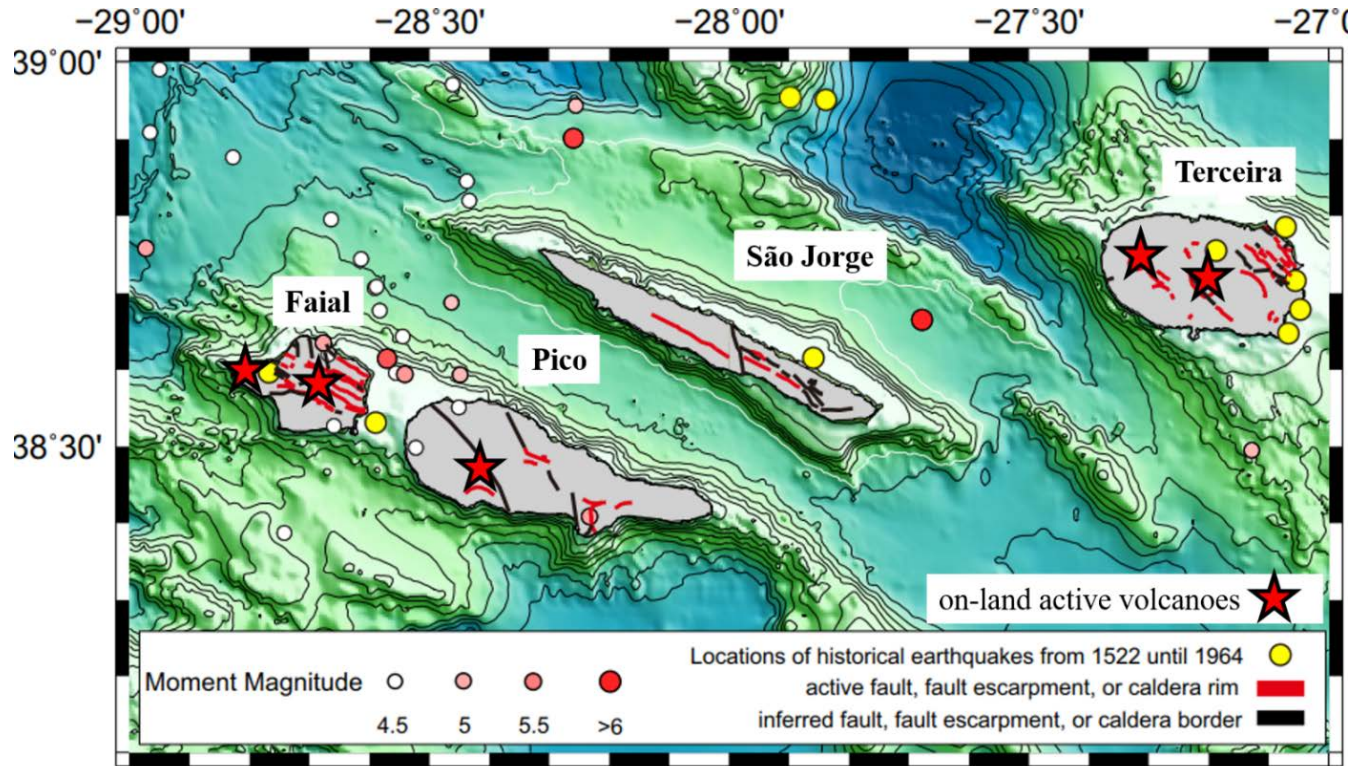 −29˚00' −28˚30' −28˚00' −27˚30' −27˚0
39˚00'
Terceira
São Jorge
Faial
Pico
38˚30'
on-land active volcanoes
Locations of historical earthquakes from 1522 until 1964
Moment Magnitude
active fault, fault escarpment, or caldera rim
4.5 5 5.5 >6
inferred fault, fault escarpment, or caldera border